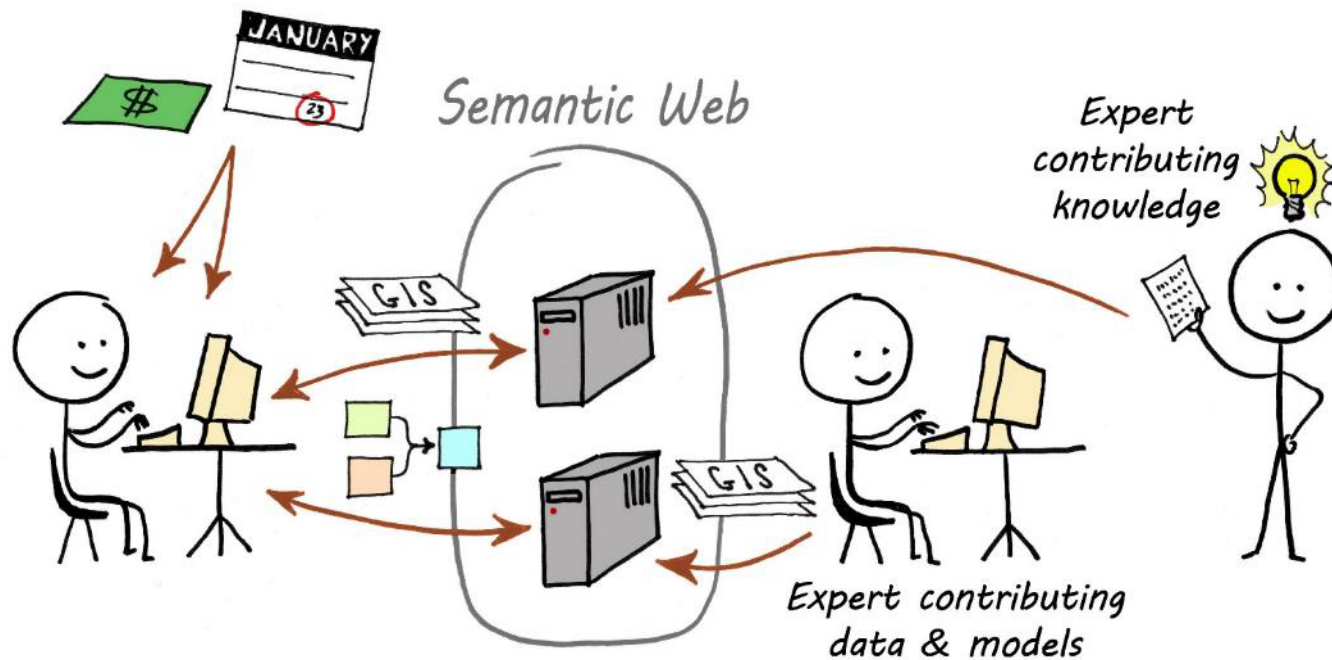 JANUARY
$
23
Semantic Web
Expert
contributing
knowledge
GIS
GIS
Expert contributing
data & models